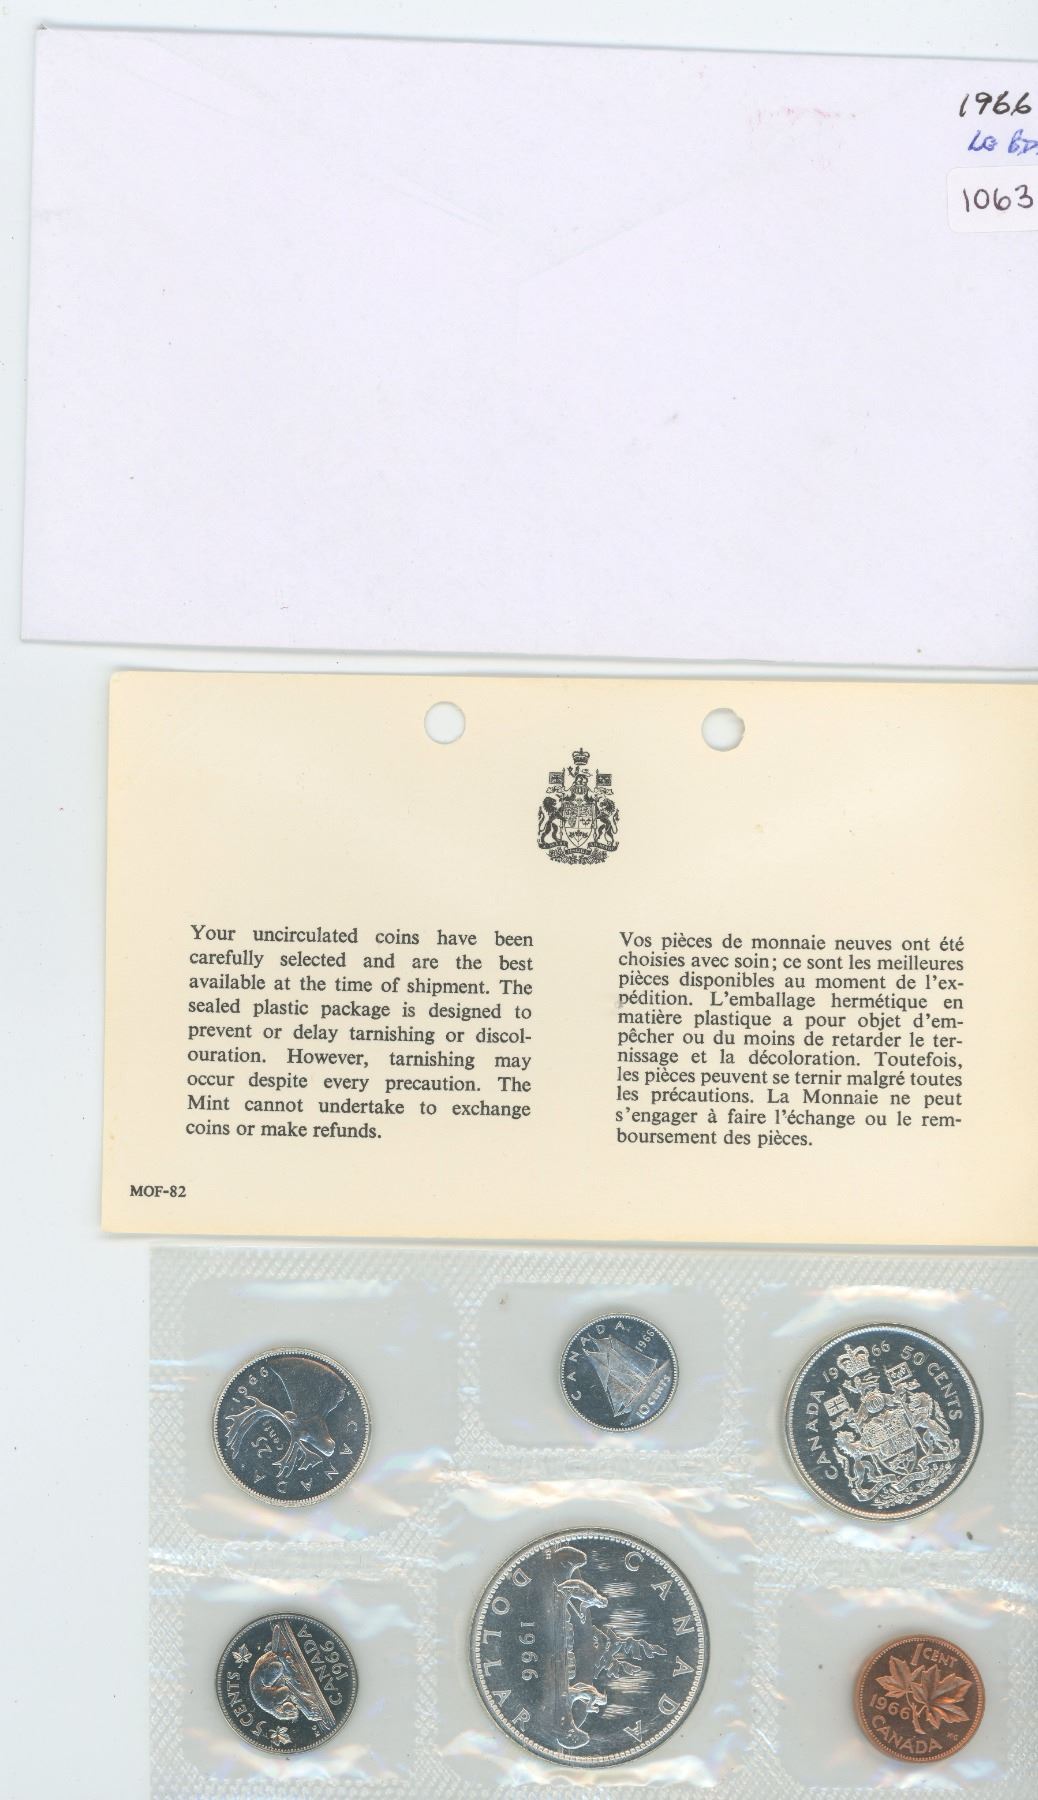 1966
LG BD
1063
Your uncirculated coins have been
carefully selected and are the best
available at the time of shipment. The
sealed plastic package is designed to
prevent or delay tarnishing or discol-
ouration. However, tarnishing may
occur despite every precaution. The
Mint cannot undertake to exchange
coins or make refunds.
Vos pièces de monnaie neuves ont été
choisies avec soin; ce sont les meilleures
pièces disponibles au moment de l'ex-
pédition. L'emballage hermétique en
matière plastique a pour objet d'em-
pêcher ou du moins de retarder le ter-
nissage et la décoloration. Toutefois,
les pièces peuvent se ternir malgré toutes
les précautions. La Monnaie ne peut
s'engager à faire l'échange ou le rem-
boursement des pièces.
MOF-82
1966
25
CENTS
CANADA
CANADA 1966
10 CENTS
CANADA 1966 50 CENTS
CANADA
1966
5 CENTS
CANADA
1966
DOLLAR
1 CENT
1966
CANADA